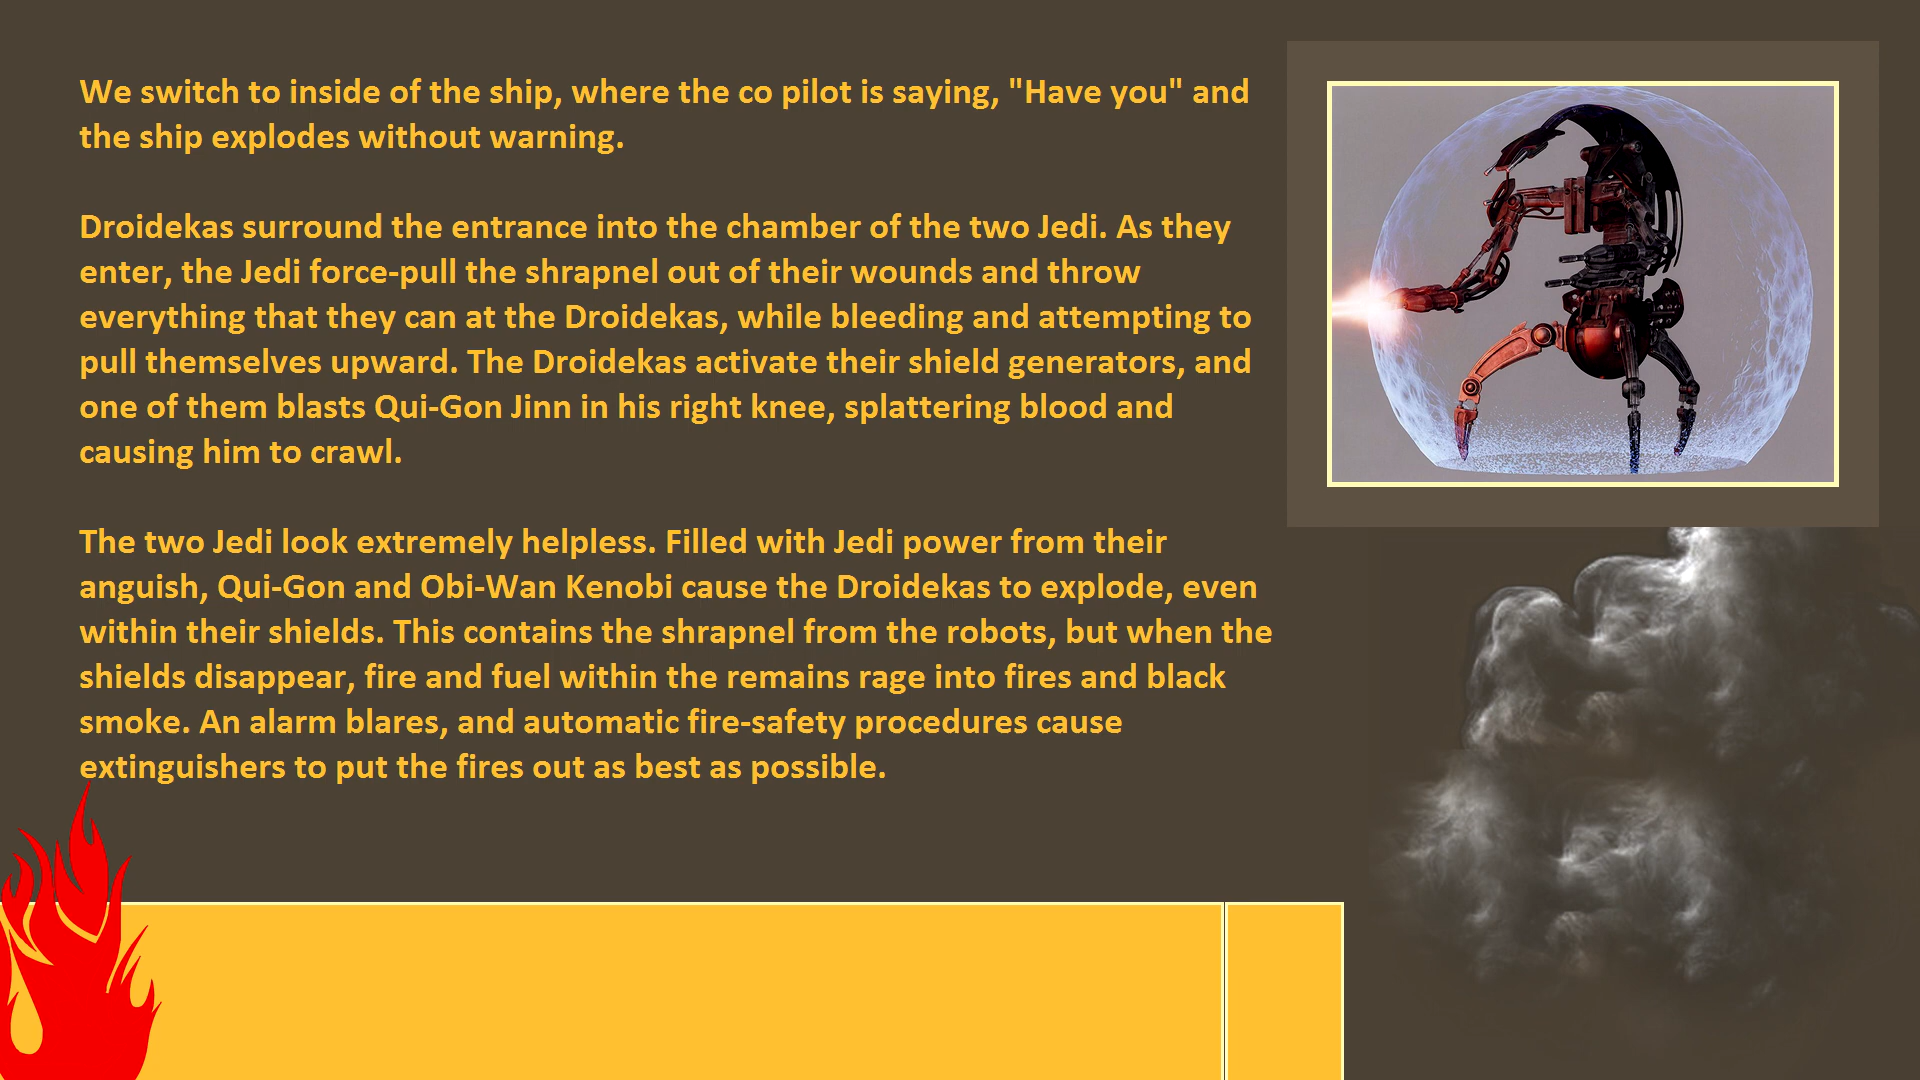 We switch to inside of the ship, where the co pilot is saying, "Have you" and
the ship explodes without warning.
Droidekas surround the entrance into the chamber of the two Jedi. As they
enter, the Jedi force-pull the shrapnel out of their wounds and throw
everything that they can at the Droidekas, while bleeding and attempting to
pull themselves upward. The Droidekas activate their shield generators, and
one of them blasts Qui-Gon Jinn in his right knee, splattering blood and
causing him to crawl.
The two Jedi look extremely helpless. Filled with Jedi power from their
anguish, Qui-Gon and Obi-Wan Kenobi cause the Droidekas to explode, even
within their shields. This contains the shrapnel from the robots, but when the
shields disappear, fire and fuel within the remains rage into fires and black
smoke. An alarm blares, and automatic fire-safety procedures cause
extinguishers to put the fires out as best as possible.